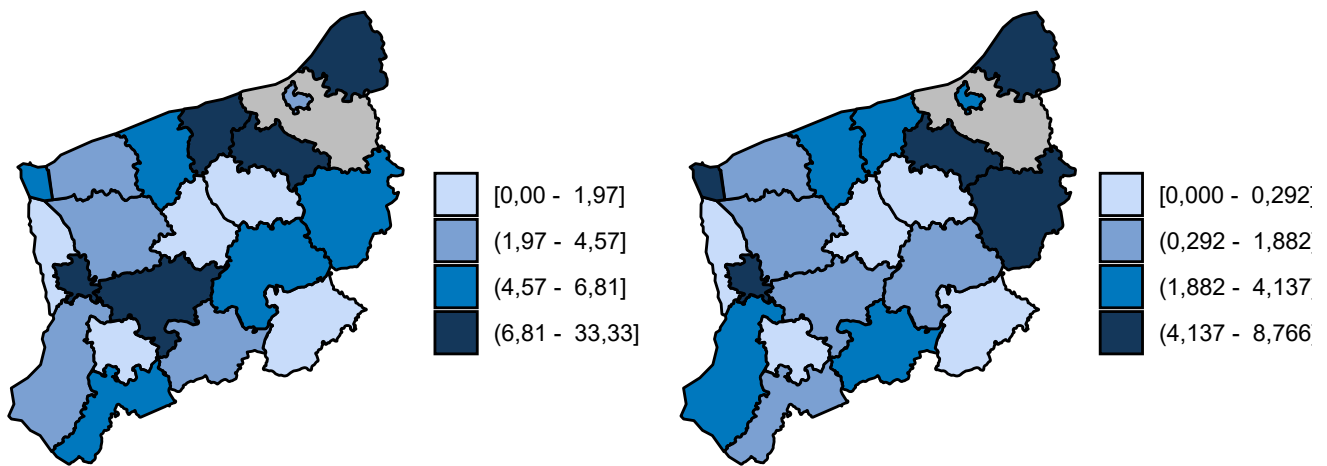 [0,00 - 1,97]
(1,97 - 4,57]
(4,57 - 6,81]
(6,81 - 33,33]
[0,000 - 0,292]
(0,292 - 1,882]
(1,882 - 4,137]
(4,137 - 8,766]